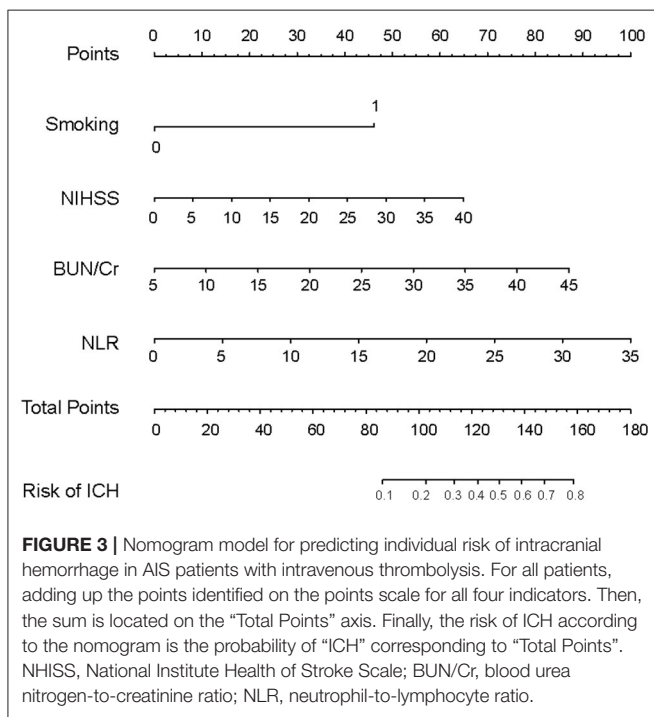 Points 0 10 20 30 40 50 60 70 80 90 100
1
Smoking
0
NIHSS
0 5 10 15 20 25 30 35 40
BUN/Cr
5 10 15 20 25 30 35 40 45
NLR
0 5 10 15 20 25 30 35
Total Points
0 20 40 60 80 100 120 140 160 180
Risk of ICH
0.1 0.2 0.3 0.4 0.5 0.6 0.7 0.8
FIGURE 3 | Nomogram model for predicting individual risk of intracranial
hemorrhage in AIS patients with intravenous thrombolysis. For all patients,
adding up the points identified on the points scale for all four indicators. Then,
the sum is located on the “Total Points” axis. Finally, the risk of ICH according
to the nomogram is the probability of “ICH” corresponding to “Total Points”.
NHISS, National Institute Health of Stroke Scale; BUN/Cr, blood urea
nitrogen-to-creatinine ratio; NLR, neutrophil-to-lymphocyte ratio.